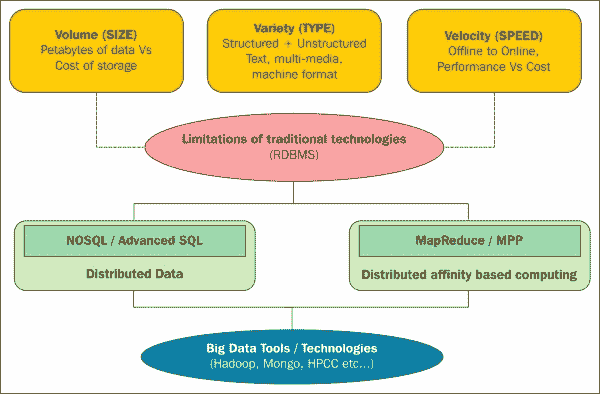 Volume (SIZE)
Petabytes of data Vs
Cost of storage
Variety (TYPE)
Structured + Unstructured
Text, multi-media,
machine format
Velocity (SPEED)
Offline to Online,
Performance Vs Cost
Limitations of traditional technologies
(RDBMS)
NOSQL / Advanced SQL
Distributed Data
MapReduce / MPP
Distributed affinity based computing
Big Data Tools / Technologies
(Hadoop, Mongo, HPCC etc...)